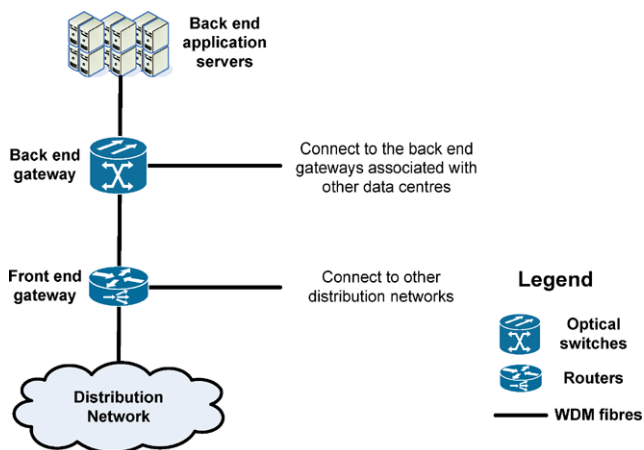 Back end
application
servers
Back end
gateway
Connect to the back end
gateways associated with
other data centres
Front end
gateway
Connect to other
distribution networks
Distribution
Network
Legend
Optical
switches
Routers
WDM fibres